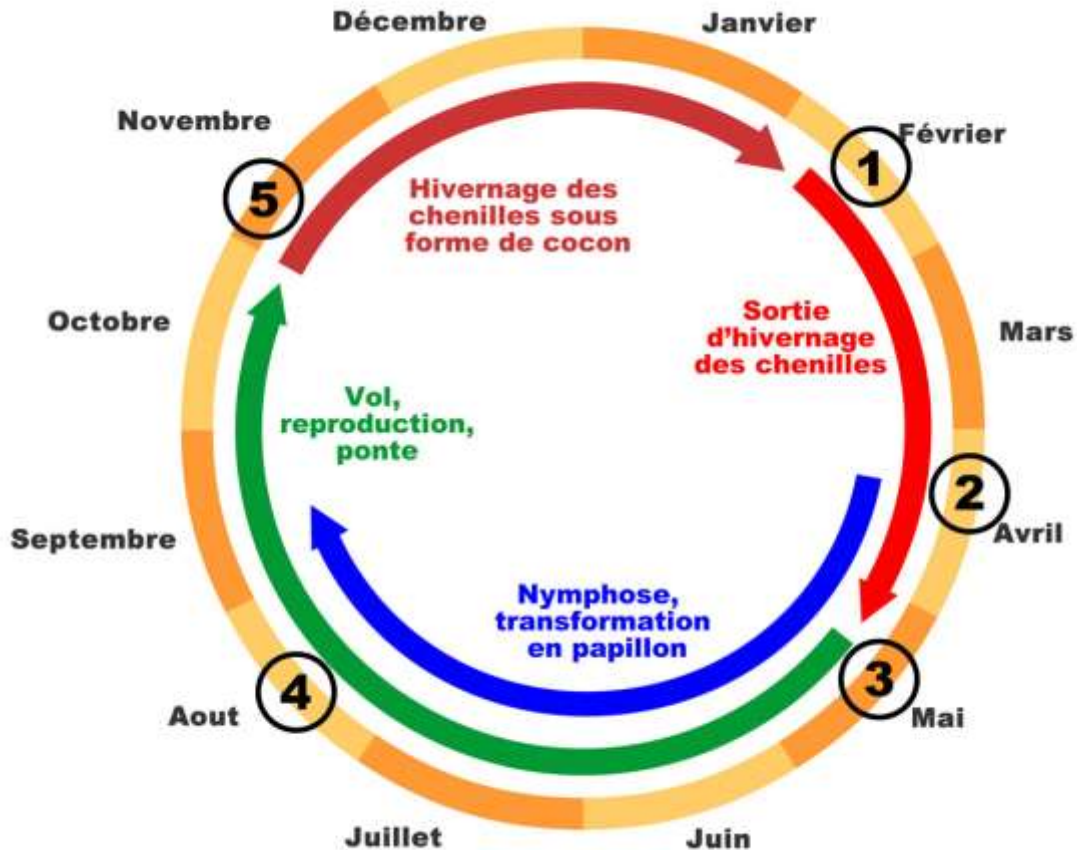 Décembre
Janvier
Novembre
Février
1
5
Hivernage des
chenilles sous
forme de cocon
Octobre
Mars
Sortie
d’hivernage
des chenilles
Vol,
reproduction,
ponte
2
Avril
Septembre
Nymphose,
transformation
en papillon
3
4
Aout
Mai
Juillet
Juin